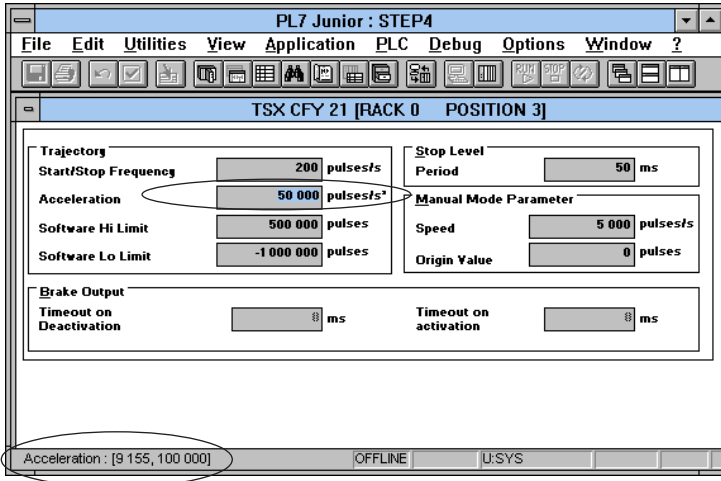 PL7 Junior : STEP4
File Edit Utilities View Application PLC Debug Options Window ?
RUN STOP
TSX CFY 21 [RACK 0 POSITION 3]
Trajectory
Start/Stop Frequency 200 pulses/s
Acceleration 50 000 pulses/s²
Software Hi Limit 500 000 pulses
Software Lo Limit -1 000 000 pulses
Stop Level
Period 50 ms
Manual Mode Parameter
Speed 5 000 pulses/s
Origin Value 0 pulses
Brake Output
Timeout on Deactivation 0 ms
Timeout on activation 0 ms
Acceleration : [9 155, 100 000] OFFLINE U:SYS